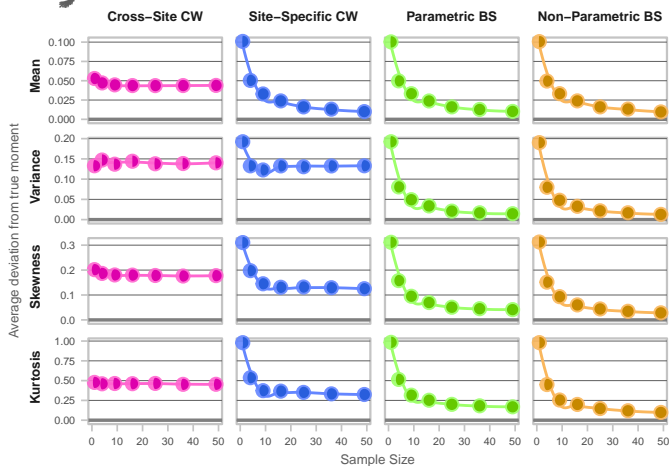 Cross−Site CW Site−Specific CW Parametric BS Non−Parametric BS
Average deviation from true moment
Mean
0.100
0.075
0.050
0.025
0.000
Variance
0.20
0.15
0.10
0.05
0.00
Skewness
0.3
0.2
0.1
0.0
Kurtosis
1.00
0.75
0.50
0.25
0.00
0 10 20 30 40 50 0 10 20 30 40 50 0 10 20 30 40 50 0 10 20 30 40 50
Sample Size